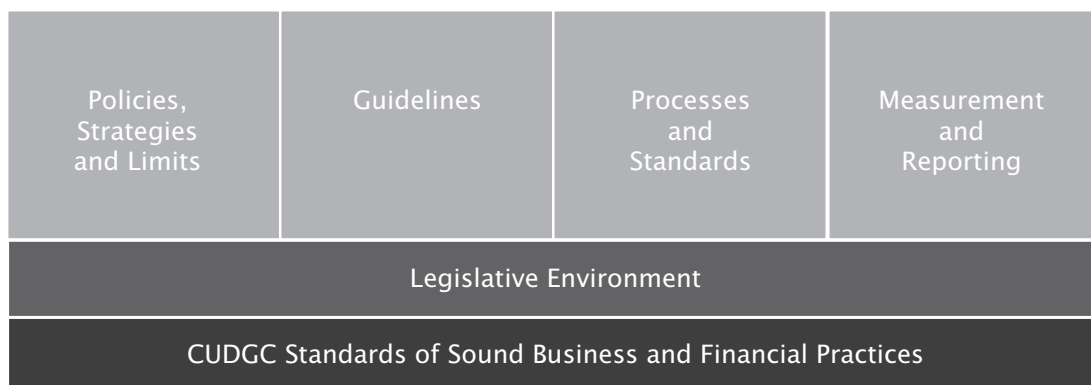 Policies,
Strategies
and Limits
Guidelines
Processes
and
Standards
Measurement
and
Reporting
Legislative Environment
CUDGC Standards of Sound Business and Financial Practices